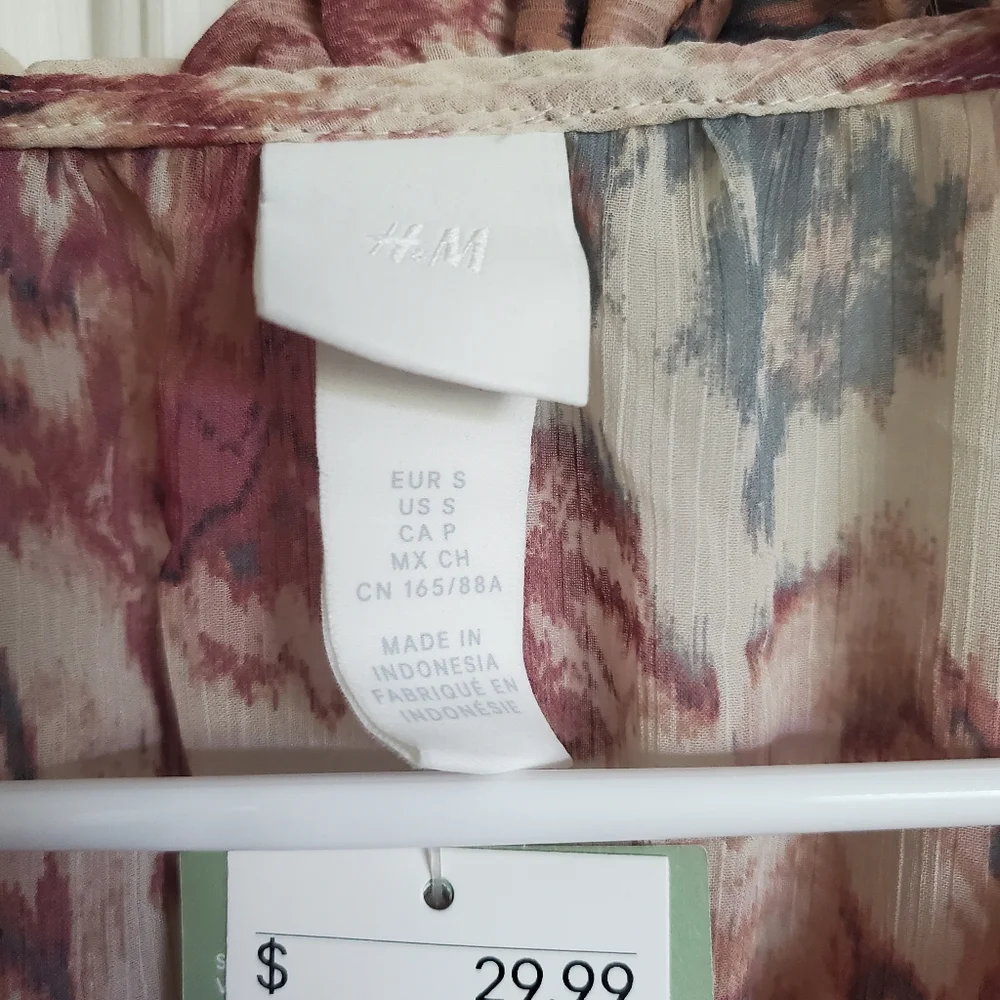 H&M
EUR S
US S
CA P
MX CH
CN 165/88A
MADE IN
INDONESIA
FABRIQUÉ EN
INDONÉSIE
$ 29.99